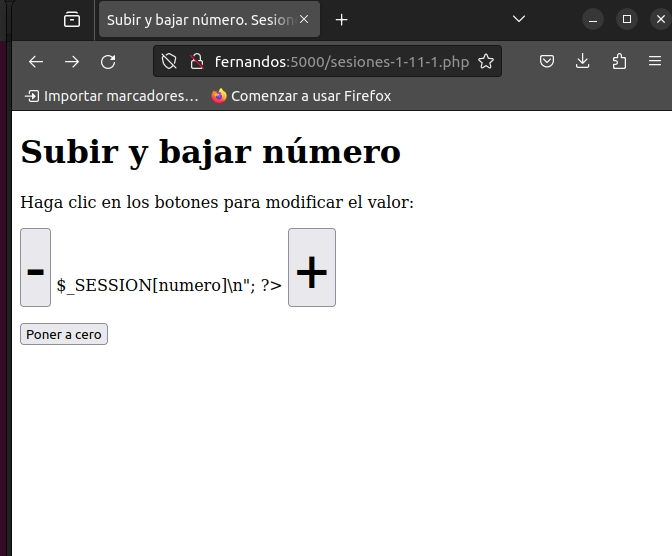 Subir y bajar número. Sesion
fernandos:5000/sesiones-1-11-1.php
Importar marcadores... Comenzar a usar Firefox
Subir y bajar número
Haga clic en los botones para modificar el valor:
- $_SESSION[numero]\n"; ?> +
Poner a cero